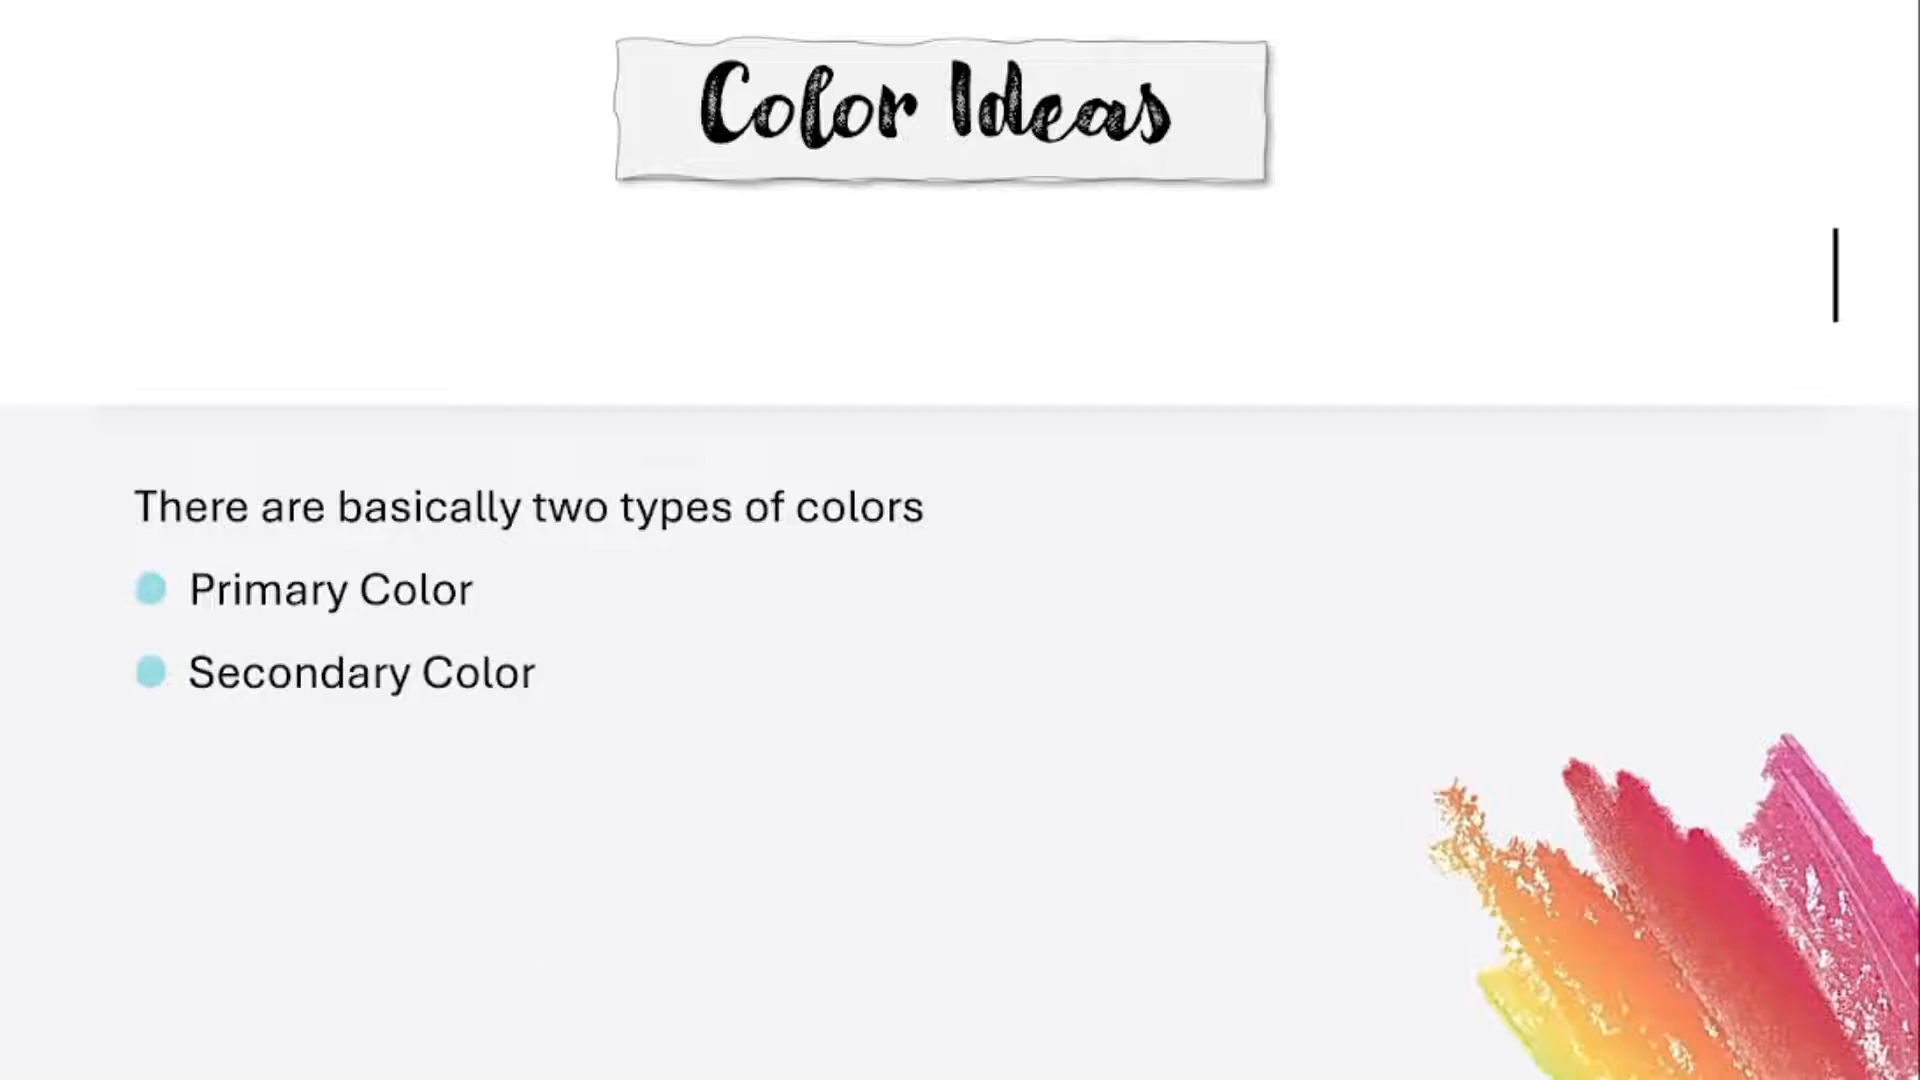 Color Ideas
There are basically two types of colors
Primary Color
Secondary Color